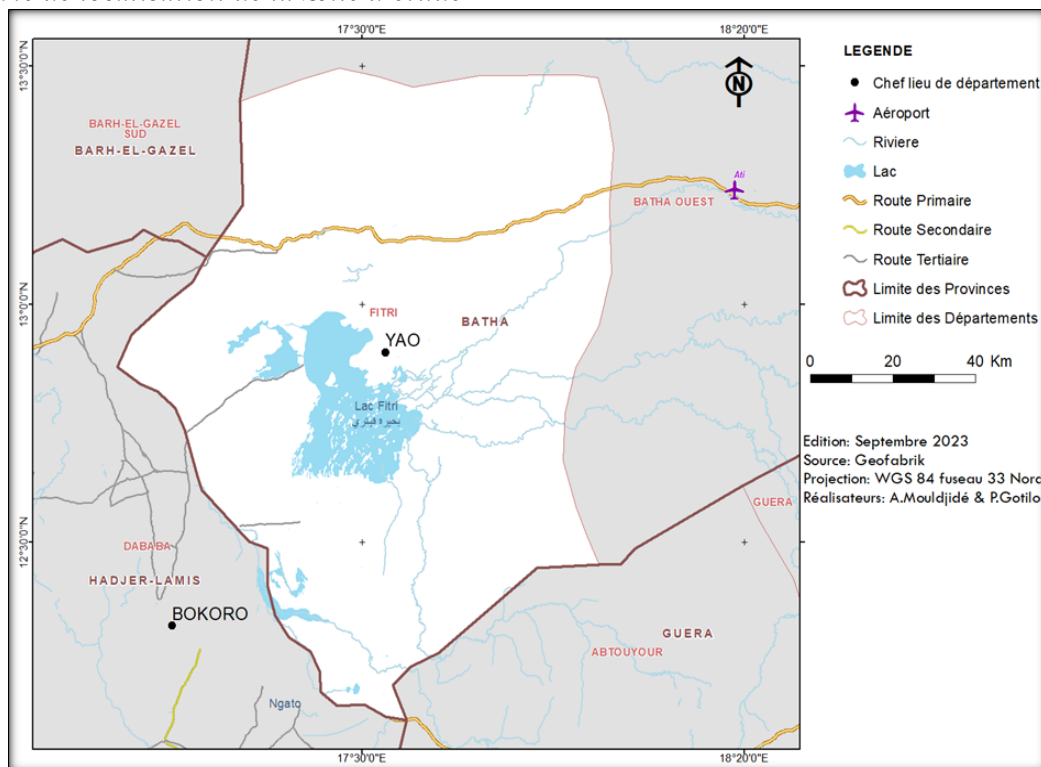 17°30'0"E
18°20'0"E
13°30'0"N
13°0'0"N
12°30'0"N
BARH-EL-GAZEL
SUD
BARH-EL-GAZEL
Ati
BATHA OUEST
FITRI
BATHA
YAO
Lac Fitri
بحيرة فيتري
DABABA
HADJER-LAMIS
BOKORO
Ngato
GUERA
GUERA
ABTOUYOUR
17°30'0"E
18°20'0"E
N
LEGENDE
Chef lieu de département
Aéroport
Riviere
Lac
Route Primaire
Route Secondaire
Route Tertiaire
Limite des Provinces
Limite des Départements
0 20 40 Km
Edition: Septembre 2023
Source: Geofabrik
Projection: WGS 84 fuseau 33 Nord
Réalisateurs: A.Mouldjidé & P.Gotilo